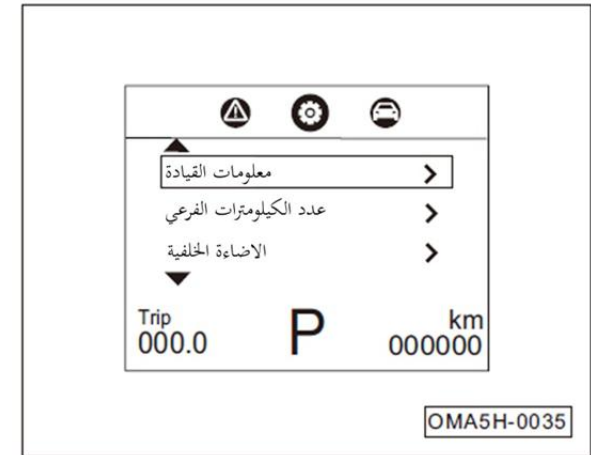 معلومات القيادة
عدد الكيلومترات الفرعي
الاضاءة الخلفية
Trip
000.0
P
km
000000
OMA5H-0035